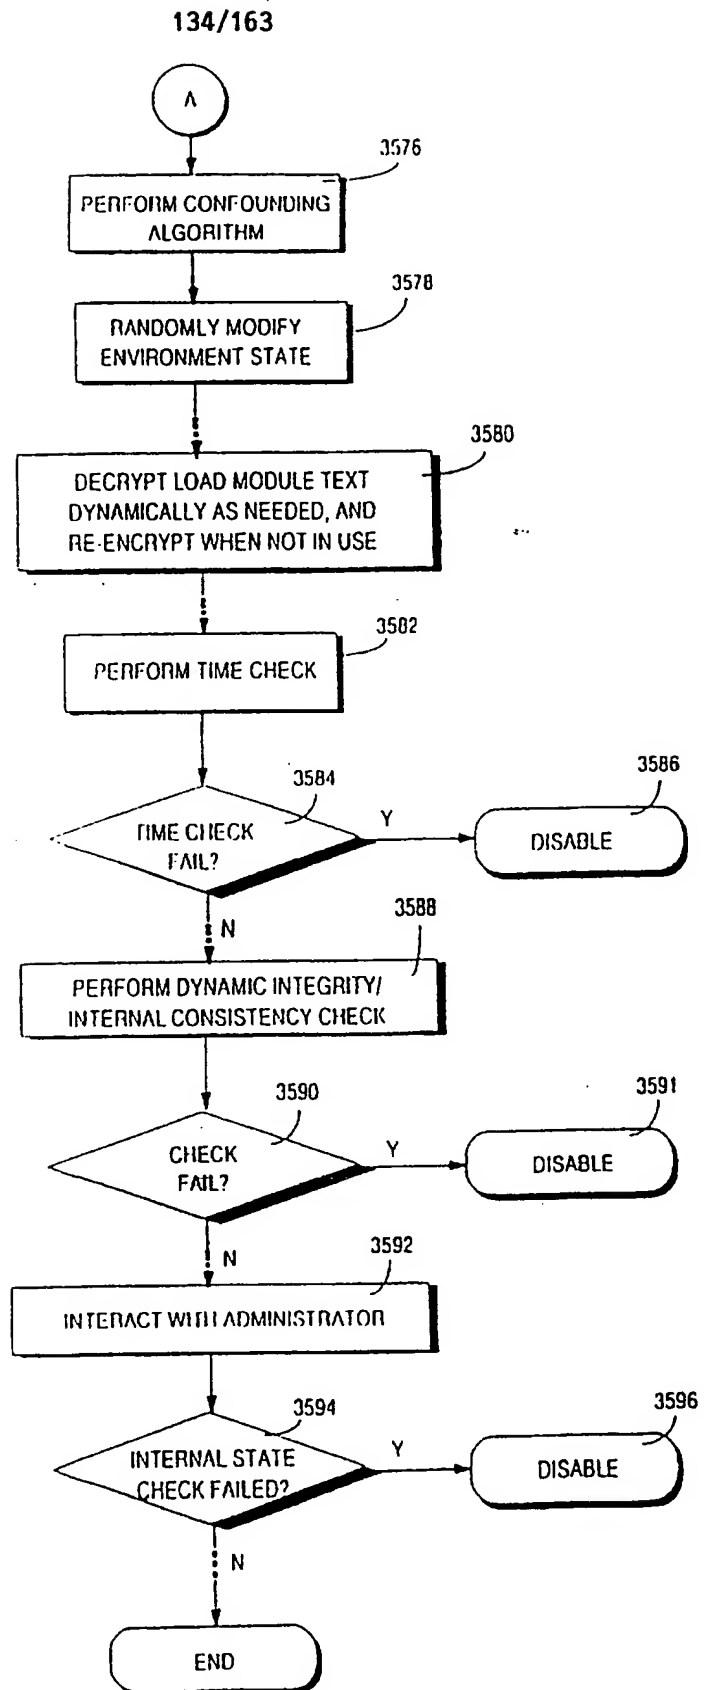 134/163
A
3576
PERFORM CONFOUNDING
ALGORITHM
3578
RANDOMLY MODIFY
ENVIRONMENT STATE
3580
DECRYPT LOAD MODULE TEXT
DYNAMICALLY AS NEEDED, AND
RE-ENCRYPT WHEN NOT IN USE
3582
PERFORM TIME CHECK
3584
TIME CHECK
FAIL?
Y
3586
DISABLE
N
3588
PERFORM DYNAMIC INTEGRITY/
INTERNAL CONSISTENCY CHECK
3590
CHECK
FAIL?
Y
3591
DISABLE
N
3592
INTERACT WITH ADMINISTRATOR
3594
INTERNAL STATE
CHECK FAILED?
Y
3596
DISABLE
N
END